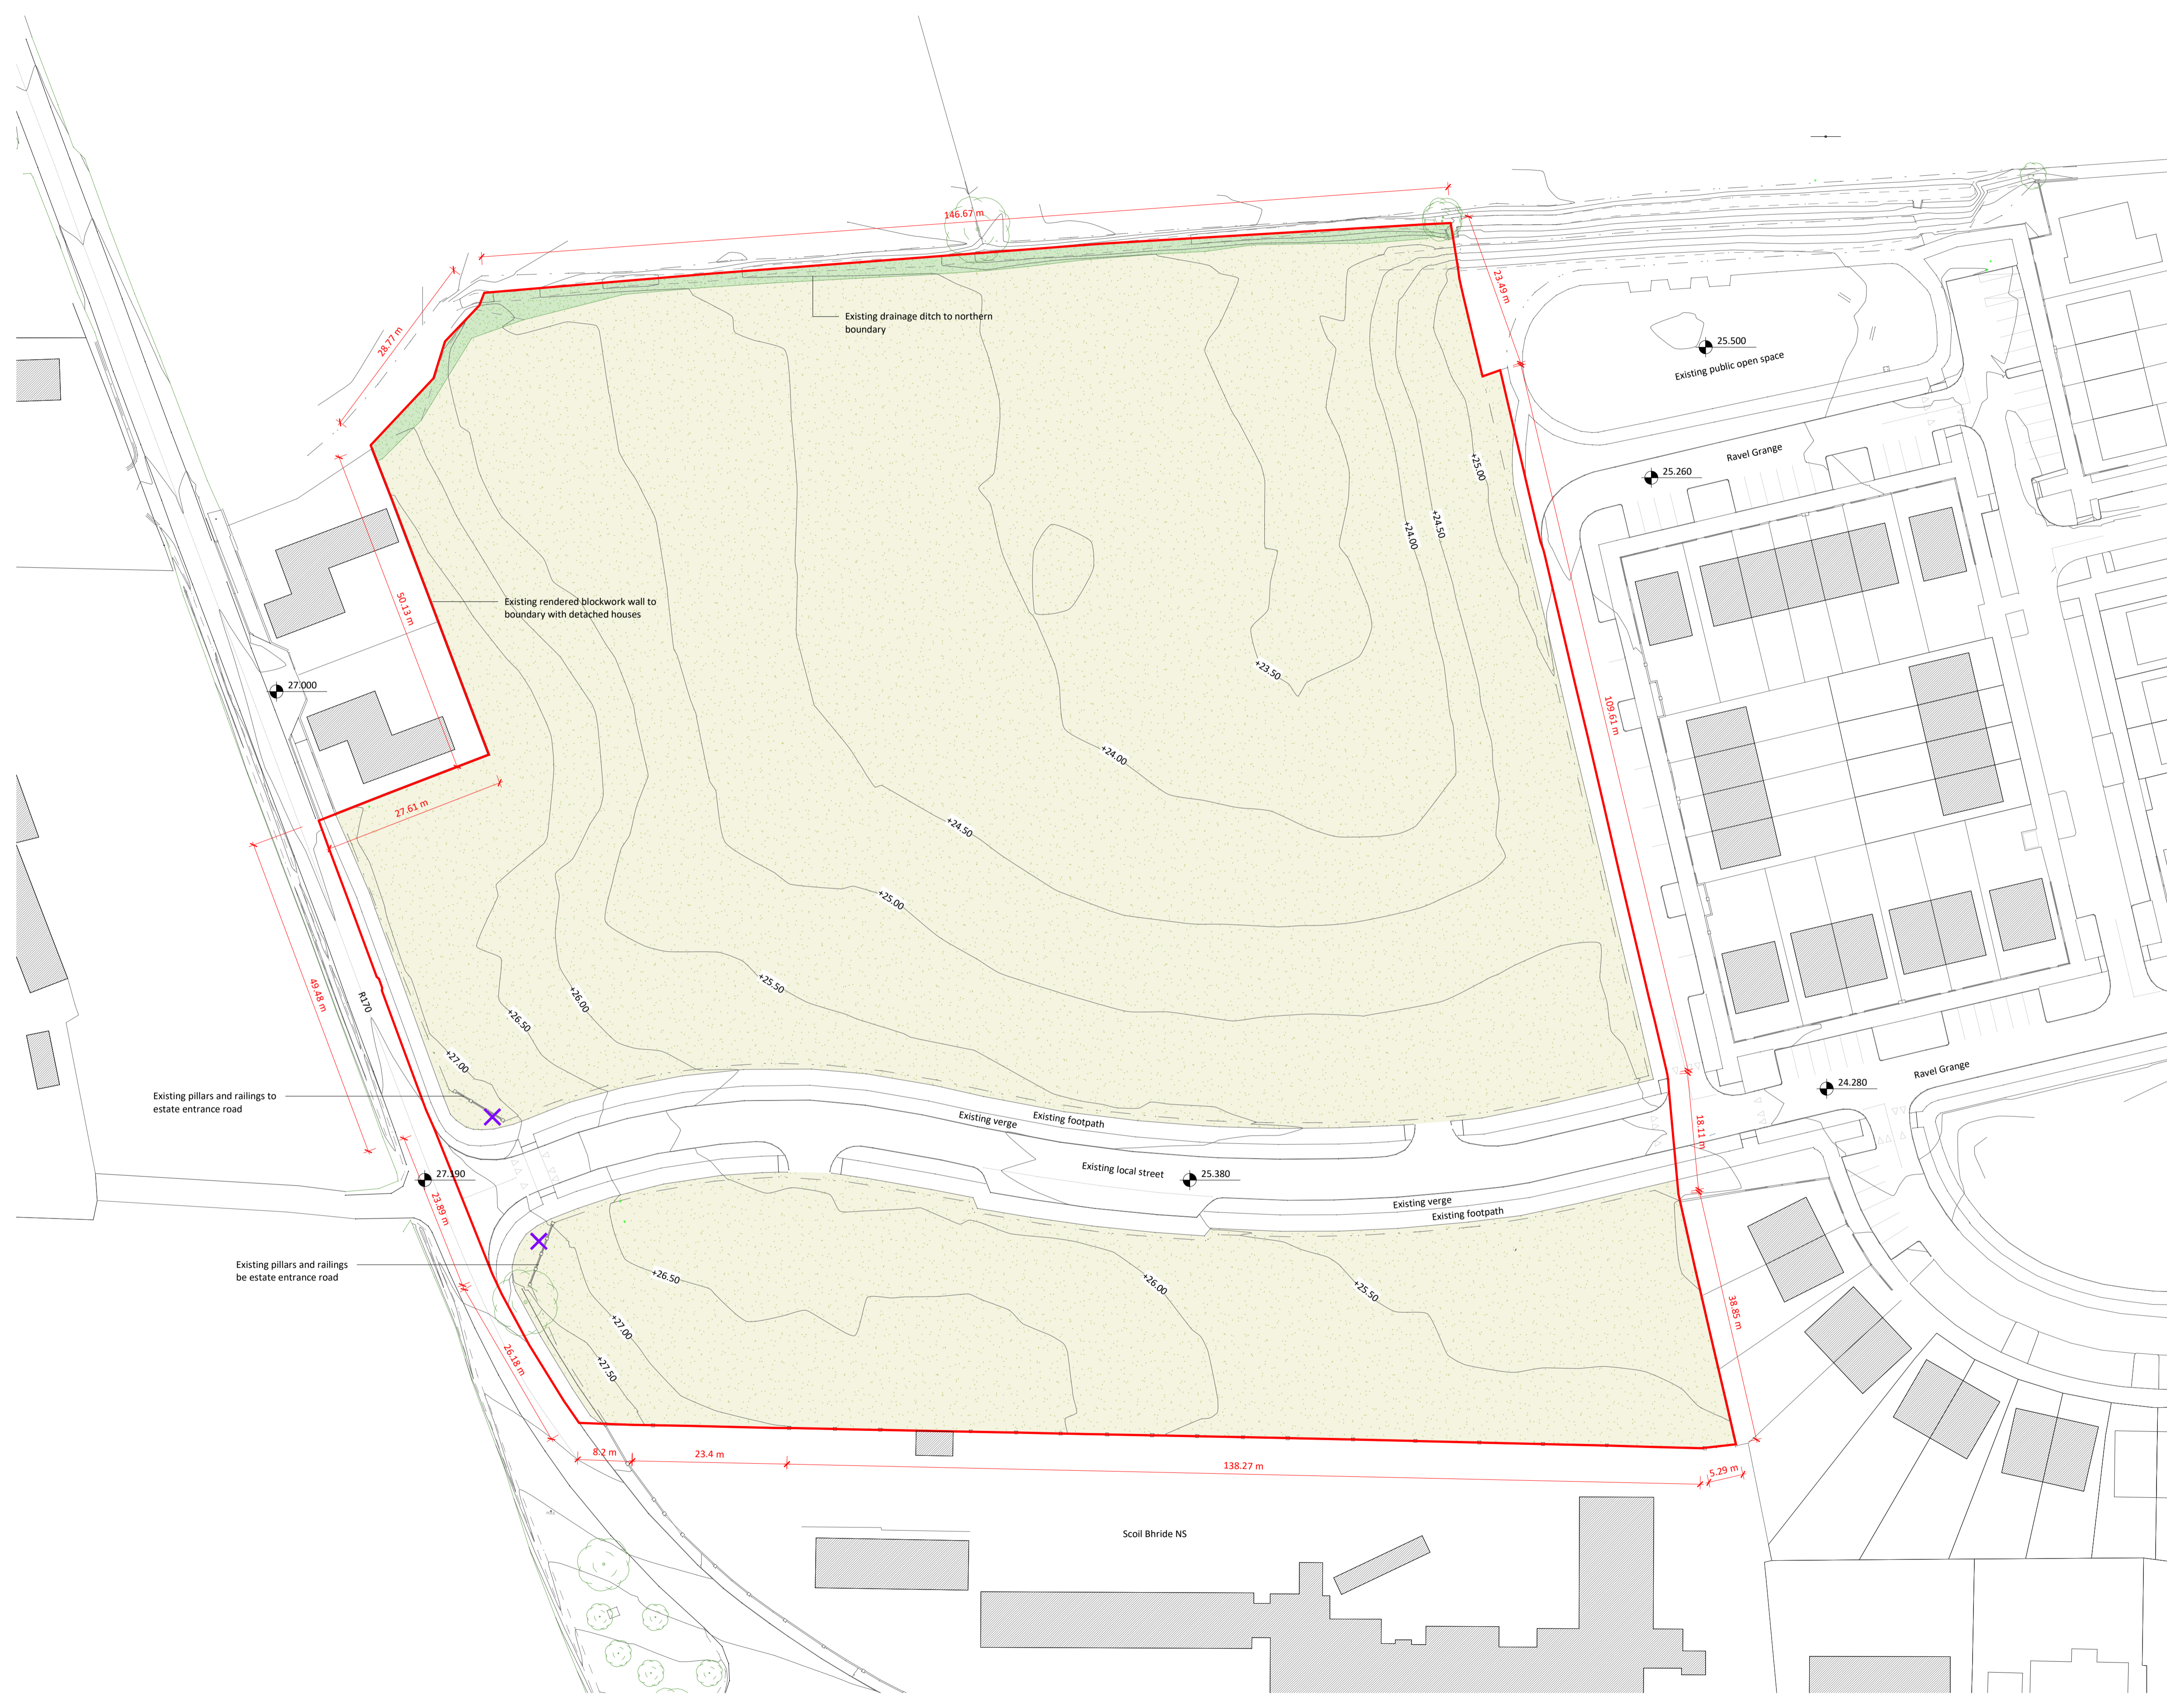 146.67 m
28.77 m
23.49 m
Existing drainage ditch to northern
boundary
25.500
Existing public open space
Ravel Grange
25.260
+25.00
+24.50
+24.00
50.13 m
Existing rendered blockwork wall to
boundary with detached houses
+23.50
27.000
109.61 m
+24.00
27.61 m
+24.50
+25.00
+25.50
+26.00
+26.50
+27.00
49.48 m
R170
Existing pillars and railings to
estate entrance road
Existing verge
Existing footpath
18.11 m
24.280
Ravel Grange
Existing local street
25.380
27.190
23.89 m
Existing verge
Existing footpath
Existing pillars and railings
be estate entrance road
+26.50
+26.00
+25.50
+27.00
+27.50
38.85 m
26.18 m
8.2 m
23.4 m
138.27 m
5.29 m
Scoil Bhride NS